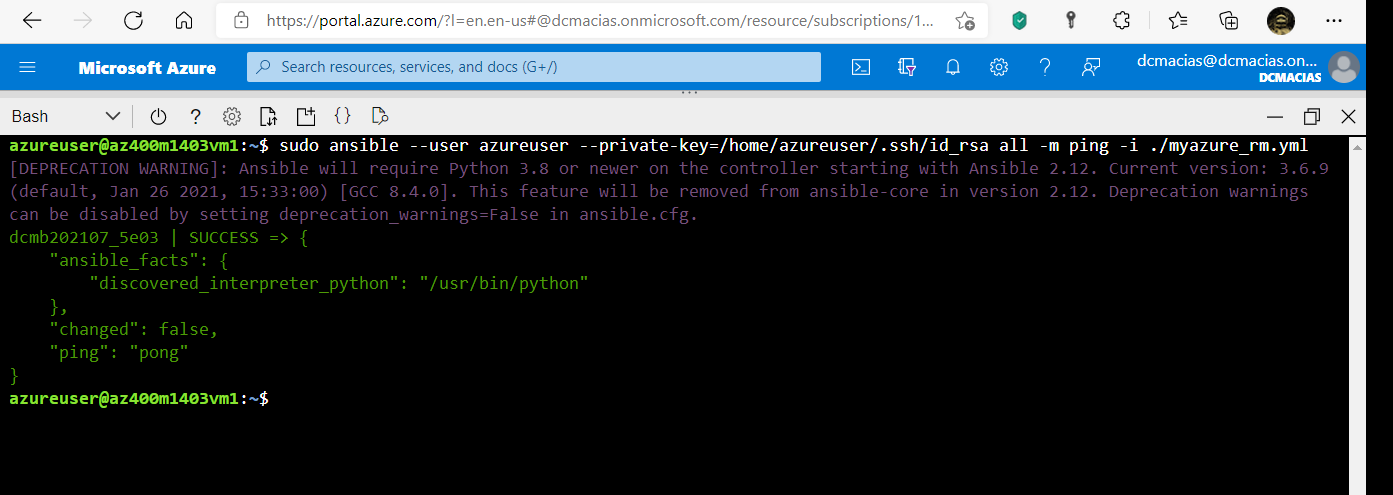 https://portal.azure.com/?l=en.en-us#@dcmacias.onmicrosoft.com/resource/subscriptions/1...
Microsoft Azure
Search resources, services, and docs (G+/)
dcmacias@dcmacias.on...
DCMACIAS
Bash
azureuser@az400m1403vm1:~$ sudo ansible --user azureuser --private-key=/home/azureuser/.ssh/id_rsa all -m ping -i ./myazure_rm.yml
[DEPRECATION WARNING]: Ansible will require Python 3.8 or newer on the controller starting with Ansible 2.12. Current version: 3.6.9
(default, Jan 26 2021, 15:33:00) [GCC 8.4.0]. This feature will be removed from ansible-core in version 2.12. Deprecation warnings
can be disabled by setting deprecation_warnings=False in ansible.cfg.
dcmb202107_5e03 | SUCCESS => {
    "ansible_facts": {
        "discovered_interpreter_python": "/usr/bin/python"
    },
    "changed": false,
    "ping": "pong"
}
azureuser@az400m1403vm1:~$